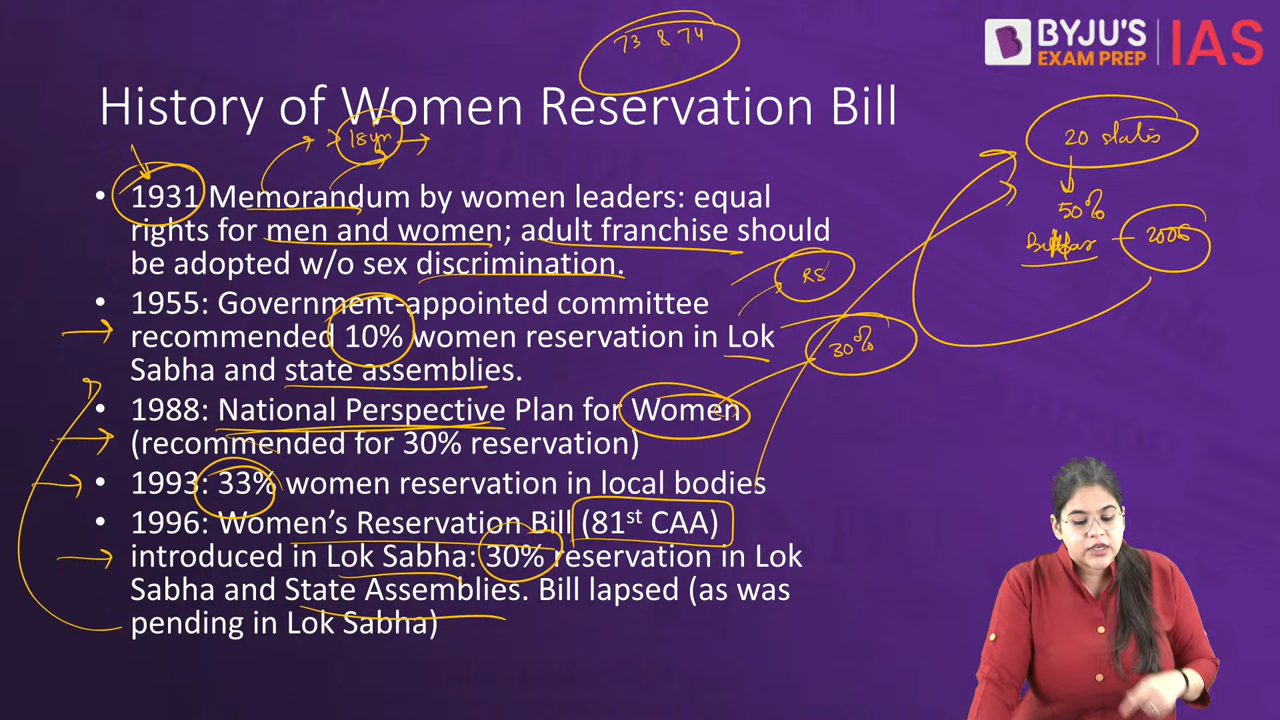 73 & 74
BYJU'S
EXAM PREP
IAS
History of Women Reservation Bill
18 yr
20 states
50%
2006
• 1931 Memorandum by women leaders: equal
rights for men and women; adult franchise should
be adopted w/o sex discrimination.
RS
• 1955: Government-appointed committee
recommended 10% women reservation in Lok
Sabha and state assemblies.
30%
• 1988: National Perspective Plan for Women
(recommended for 30% reservation)
• 1993: 33% women reservation in local bodies
• 1996: Women's Reservation Bill (81st CAA)
introduced in Lok Sabha: 30% reservation in Lok
Sabha and State Assemblies. Bill lapsed (as was
pending in Lok Sabha)